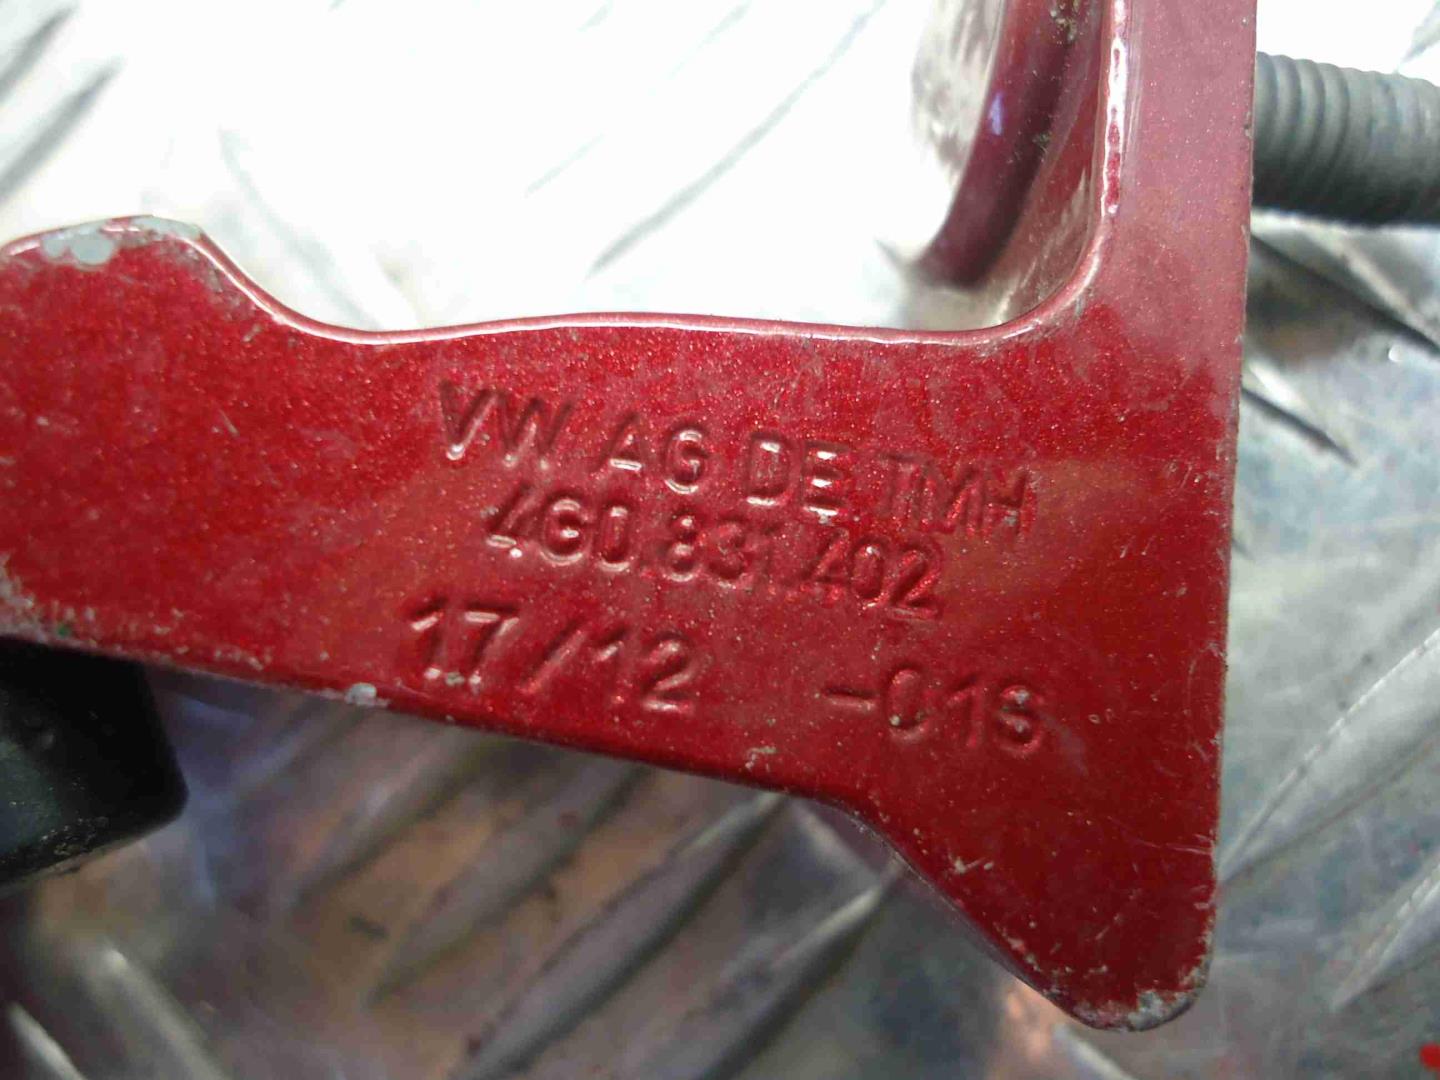 VW AG DE TMH
4G0.831.402
17/12 -01S